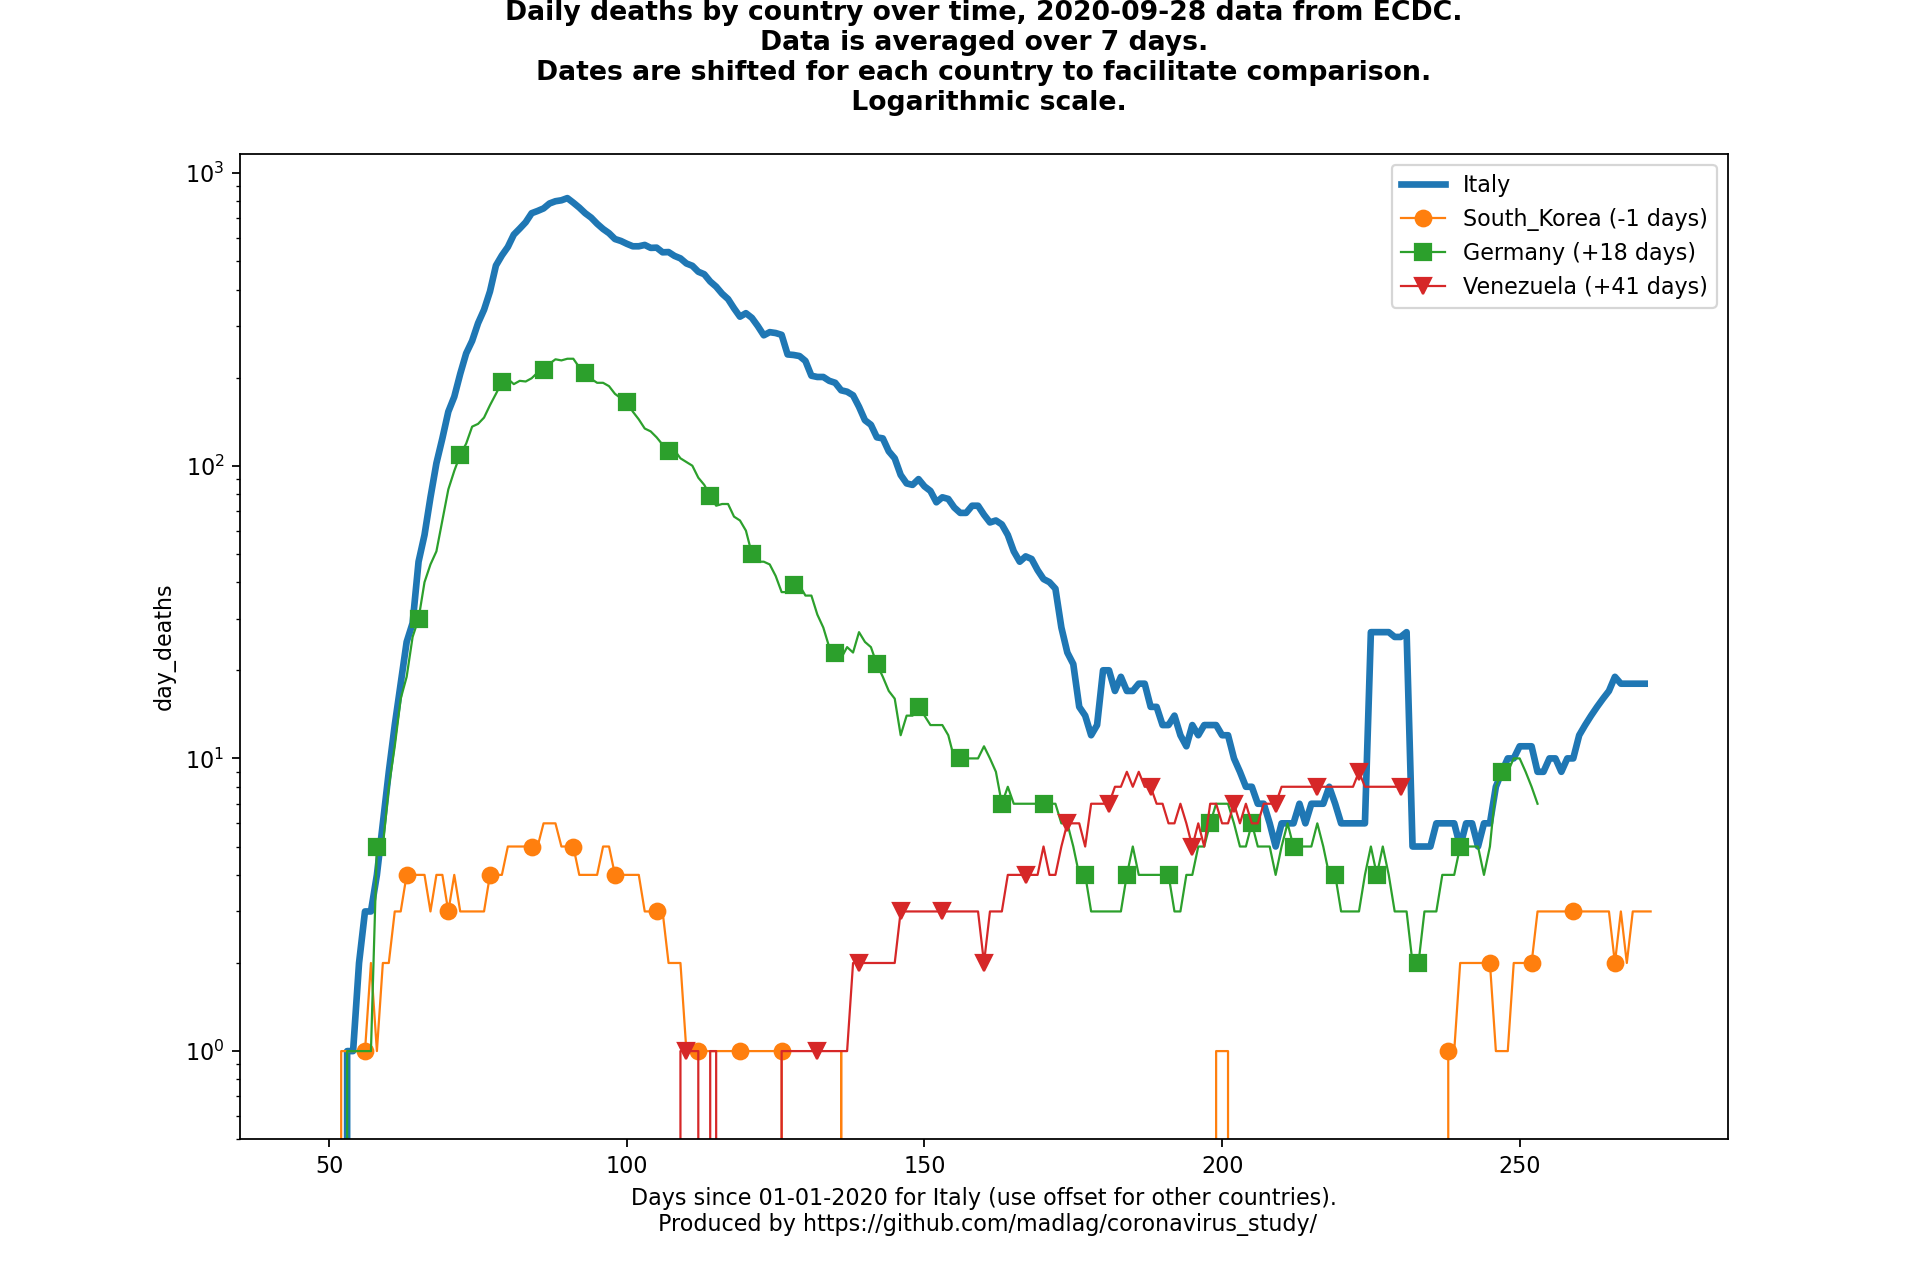 Daily deaths by country over time, 2020-09-28 data from ECDC.
Data is averaged over 7 days.
Dates are shifted for each country to facilitate comparison.
Logarithmic scale.
10³
10²
10¹
10⁰
day_deaths
Italy
South_Korea (-1 days)
Germany (+18 days)
Venezuela (+41 days)
50 100 150 200 250
Days since 01-01-2020 for Italy (use offset for other countries).
Produced by https://github.com/madlag/coronavirus_study/